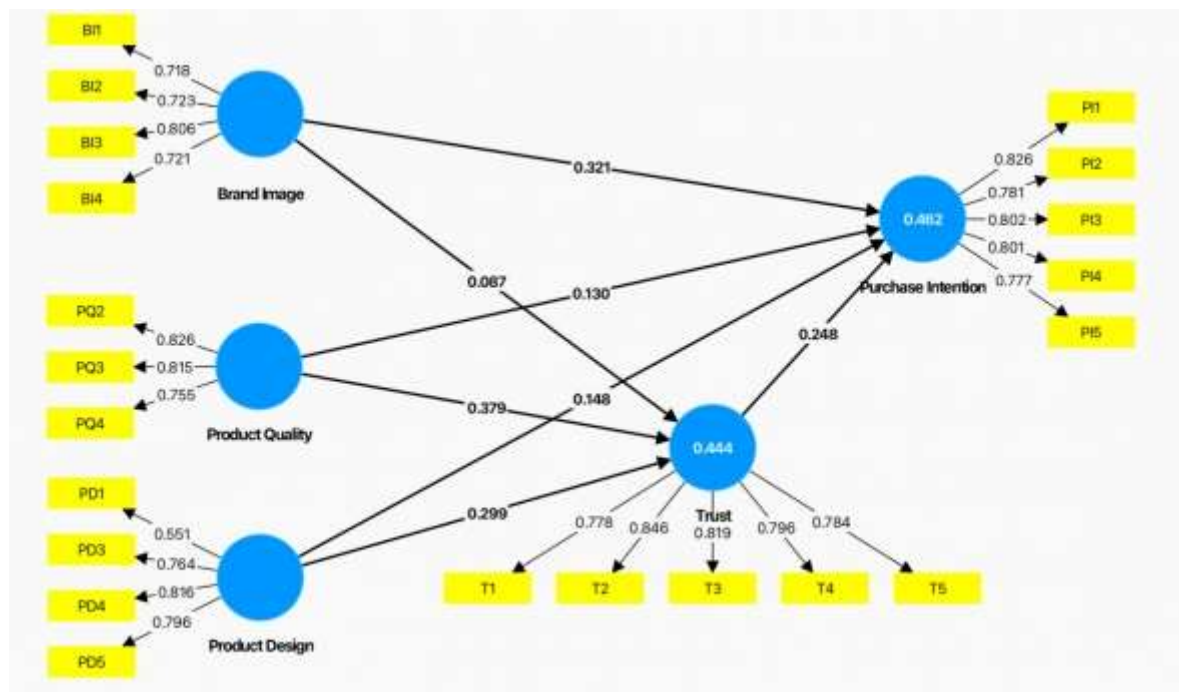 BI1
0.718
BI2
0.723
BI3
0.806
BI4
0.721
Brand Image
PQ2
0.826
PQ3
0.815
PQ4
0.755
Product Quality
PD1
0.551
PD3
0.764
PD4
0.816
PD5
0.796
Product Design
0.321
0.087
0.130
0.379
0.148
0.299
0.248
0.444
Trust
0.778
0.846
0.819
0.796
0.784
T1
T2
T3
T4
T5
0.462
Purchase Intention
PI1
0.826
PI2
0.781
PI3
0.802
PI4
0.801
PI5
0.777